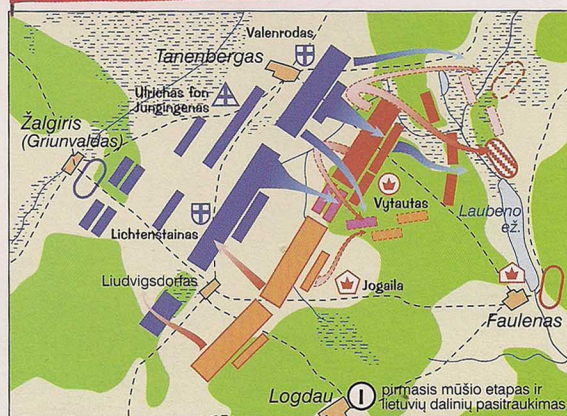 Valenrodas
Tanenbergas
Ulrichas fon
Jungingenas
Žalgiris
(Griunvaldas)
Vytautas
Laubeno
ež.
Lichtenšteinas
Liudvigsdorfas
Jogaila
Faulenas
Logdau
I
pirmasis mūšio etapas ir
lietuvių dalinių pasitraukimas